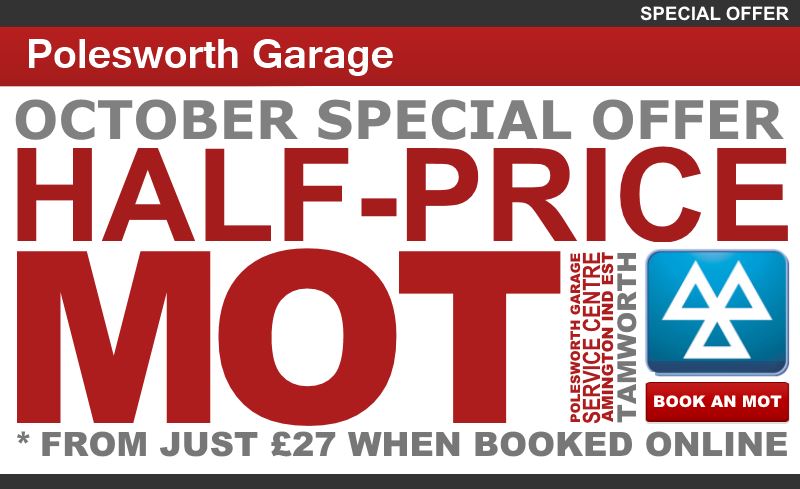 SPECIAL OFFER
Polesworth Garage
OCTOBER SPECIAL OFFER
HALF-PRICE
MOT
POLESWORTH GARAGE
SERVICE CENTRE
AMINGTON IND EST
TAMWORTH
BOOK AN MOT
* FROM JUST £27 WHEN BOOKED ONLINE